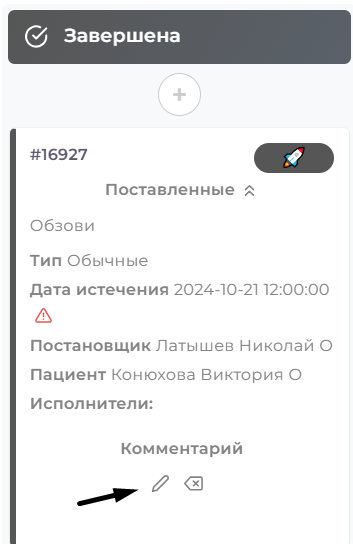 Завершена
#16927
Поставленные
Обзови
Тип Обычные
Дата истечения 2024-10-21 12:00:00
Постановщик Латышев Николай О
Пациент Конюхова Виктория О
Исполнители:
Комментарий